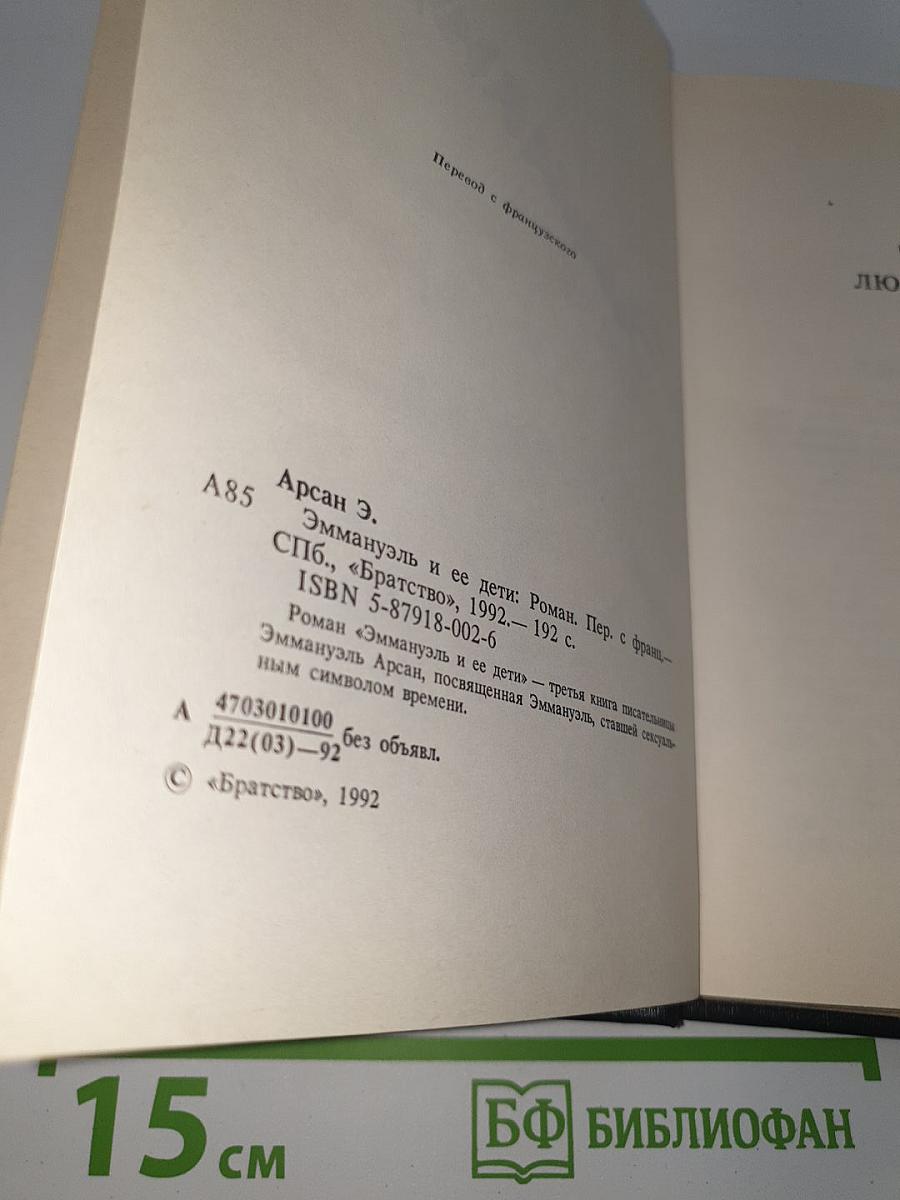 Перевод с французского
Арсан Э.
А85
Эммануэль и ее дети: Роман. Пер. с франц.—
СПб., «Братство», 1992.— 192 с.
ISBN 5-87918-002-6
Роман «Эммануэль и ее дети» — третья книга писательницы
Эммануэль Арсан, посвященная Эммануэль, ставшей сексуаль-
ным символом времени.
А 4703010100
Д22(03)—92 без объявл.
© «Братство», 1992
ЛЮ
15 см
БФ БИБЛИОФАН